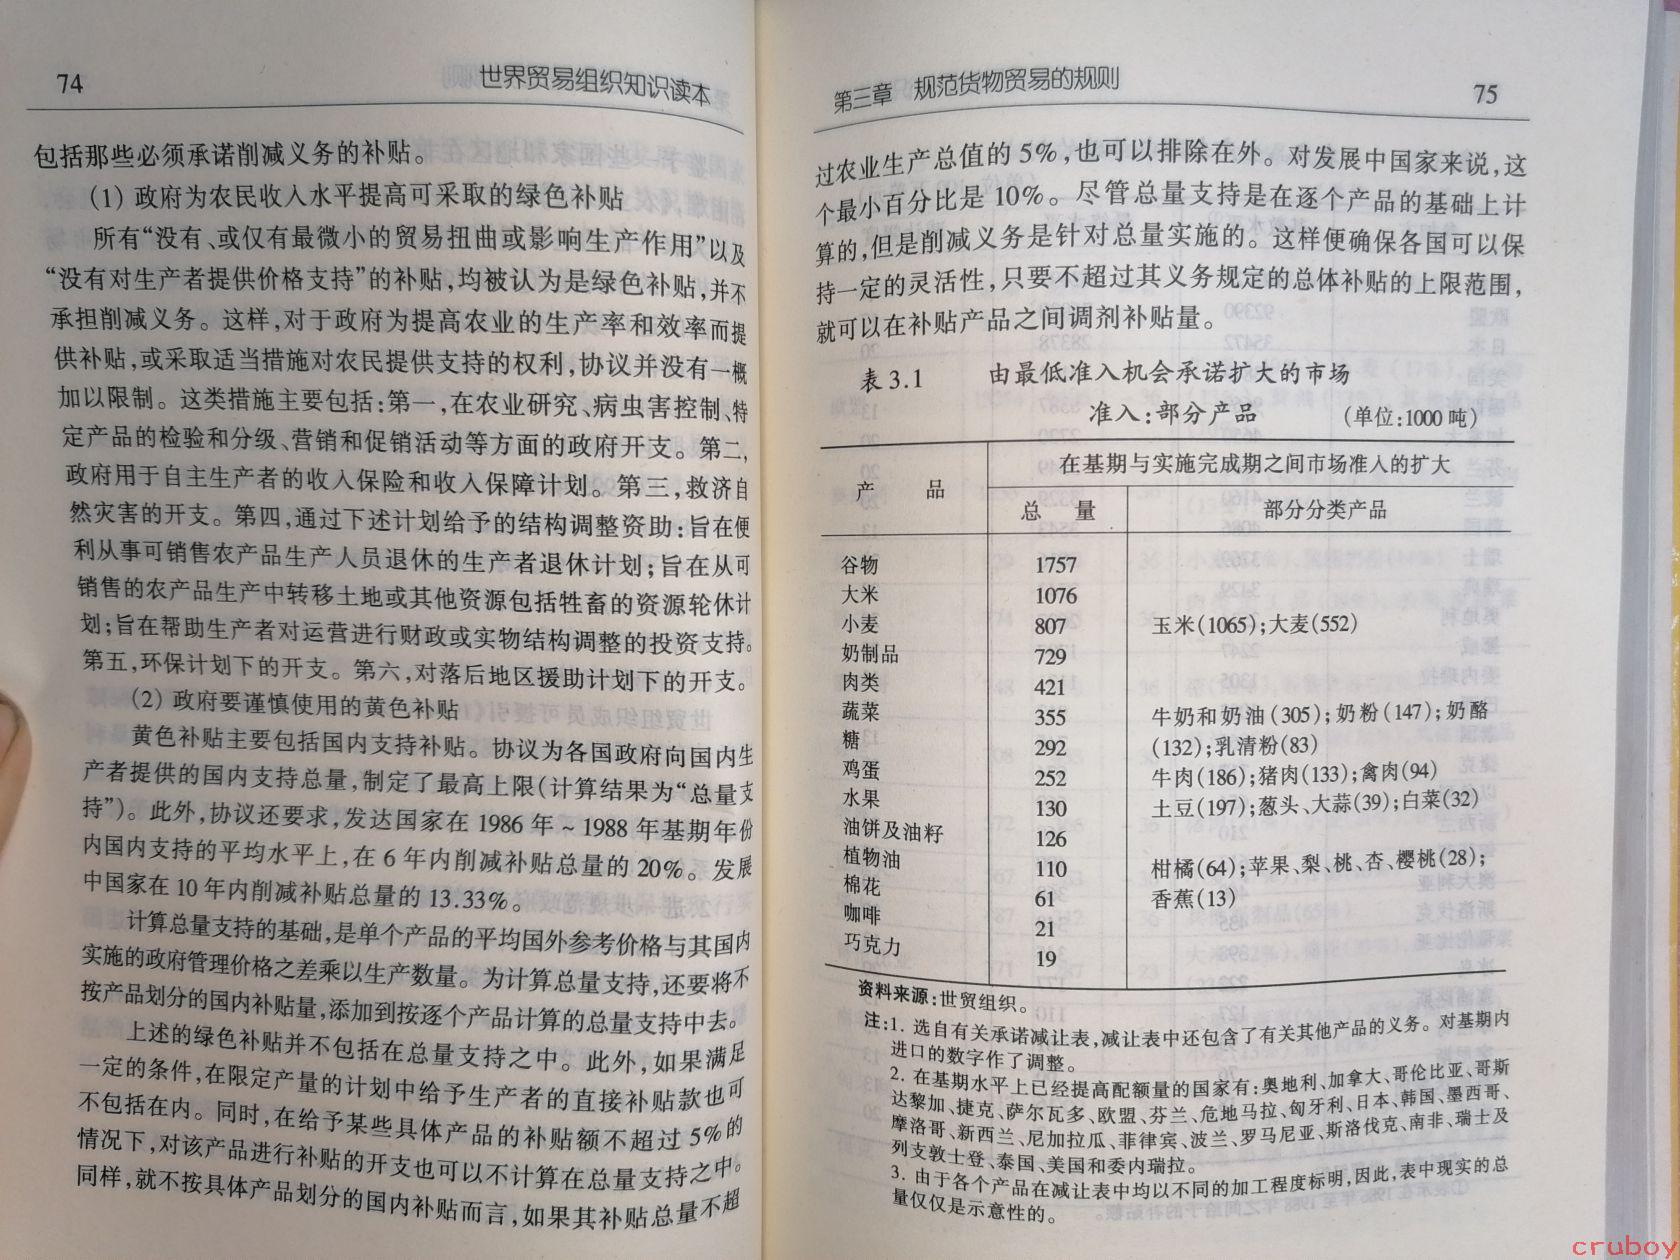 74
世界贸易组织知识读本
包括那些必须承诺削减义务的补贴。
(1) 政府为农民收入水平提高可采取的绿色补贴
所有“没有、或仅有最微小的贸易扭曲或影响生产作用”以及
“没有对生产者提供价格支持”的补贴,均被认为是绿色补贴,并不
承担削减义务。这样,对于政府为提高农业的生产率和效率而提
供补贴,或采取适当措施对农民提供支持的权利,协议并没有一概
加以限制。这类措施主要包括:第一,在农业研究、病虫害控制、特
定产品的检验和分级、营销和促销活动等方面的政府开支。第二,
政府用于自主生产者的收入保险和收入保障计划。第三,救济自
然灾害的开支。第四,通过下述计划给予的结构调整资助:旨在便
利从事可销售农产品生产人员退休的生产者退休计划;旨在从可
销售的农产品生产中转移土地或其他资源包括牲畜的资源轮休计
划;旨在帮助生产者对运营进行财政或实物结构调整的投资支持。
第五,环保计划下的开支。第六,对落后地区援助计划下的开支。
(2) 政府要谨慎使用的黄色补贴
黄色补贴主要包括国内支持补贴。协议为各国政府向国内生
产者提供的国内支持总量,制定了最高上限(计算结果为“总量支
持”)。此外,协议还要求,发达国家在 1986 年~1988 年基期年份
内国内支持的平均水平上,在 6 年内削减补贴总量的 20%。发展
中国家在 10 年内削减补贴总量的 13.33%。
计算总量支持的基础,是单个产品的平均国外参考价格与其国内
实施的政府管理价格之差乘以生产数量。为计算总量支持,还要将不
按产品划分的国内补贴量,添加到按逐个产品计算的总量支持中去。
上述的绿色补贴并不包括在总量支持之中。此外,如果满足
一定的条件,在限定产量的计划中给予生产者的直接补贴款也可
不包括在内。同时,在给予某些具体产品的补贴额不超过 5%的
情况下,对该产品进行补贴的开支也可以不计算在总量支持之中。
同样,就不按具体产品划分的国内补贴而言,如果其补贴总量不超
第三章 规范货物贸易的规则
75
过农业生产总值的 5%,也可以排除在外。对发展中国家来说,这
个最小百分比是 10%。尽管总量支持是在逐个产品的基础上计
算的,但是削减义务是针对总量实施的。这样便确保各国可以保
持一定的灵活性,只要不超过其义务规定的总体补贴的上限范围,
就可以在补贴产品之间调剂补贴量。
表 3.1 由最低准入机会承诺扩大的市场
准入:部分产品 (单位:1000 吨)
产 品 在基期与实施完成期之间市场准入的扩大
总 量 部分分类产品
谷物 1757
大米 1076
小麦 807 玉米(1065);大麦(552)
奶制品 729
肉类 421
蔬菜 355 牛奶和奶油(305);奶粉(147);奶酪
糖 292 (132);乳清粉(83)
鸡蛋 252 牛肉(186);猪肉(133);禽肉(94)
水果 130 土豆(197);葱头、大蒜(39);白菜(32)
油饼及油籽 126
植物油 110 柑橘(64);苹果、梨、桃、杏、樱桃(28);
棉花 61 香蕉(13)
咖啡 21
巧克力 19
资料来源:世贸组织。
注:1. 选自有关承诺减让表,减让表中还包含了有关其他产品的义务。对基期内
进口的数字作了调整。
2. 在基期水平上已经提高配额量的国家有:奥地利、加拿大、哥伦比亚、哥斯
达黎加、捷克、萨尔瓦多、欧盟、芬兰、危地马拉、匈牙利、日本、韩国、墨西哥、
摩洛哥、新西兰、尼加拉瓜、菲律宾、波兰、罗马尼亚、斯洛伐克、南非、瑞士及
列支敦士登、泰国、美国和委内瑞拉。
3. 由于各个产品在减让表中均以不同的加工程度标明,因此,表中现实的总
量仅仅是示意性的。
cruboy